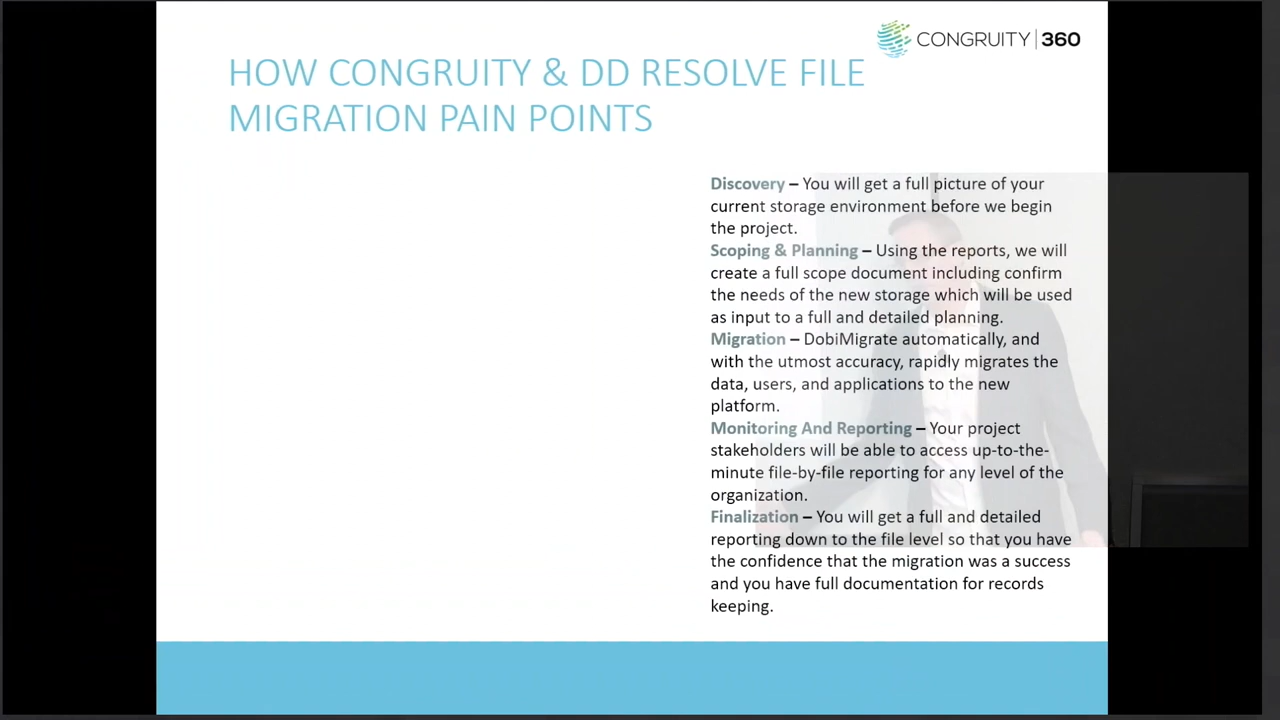 CONGRUITY | 360
HOW CONGRUITY & DD RESOLVE FILE
MIGRATION PAIN POINTS
Discovery – You will get a full picture of your
current storage environment before we begin
the project.
Scoping & Planning – Using the reports, we will
create a full scope document including confirm
the needs of the new storage which will be used
as input to a full and detailed planning.
Migration – DobiMigrate automatically, and
with the utmost accuracy, rapidly migrates the
data, users, and applications to the new
platform.
Monitoring And Reporting – Your project
stakeholders will be able to access up-to-the-
minute file-by-file reporting for any level of the
organization.
Finalization – You will get a full and detailed
reporting down to the file level so that you have
the confidence that the migration was a success
and you have full documentation for records
keeping.